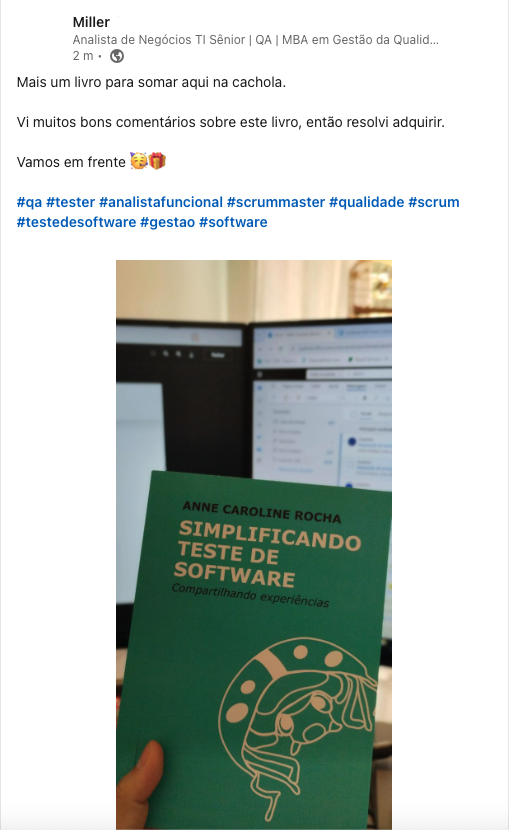 Miller
Analista de Negócios TI Sênior | QA | MBA em Gestão da Qualid...
2 m •
Mais um livro para somar aqui na cachola.
Vi muitos bons comentários sobre este livro, então resolvi adquirir.
Vamos em frente 🥳🎁
#qa #tester #analistafuncional #scrummaster #qualidade #scrum
#testedesoftware #gestao #software
ANNE CAROLINE ROCHA
SIMPLIFICANDO
TESTE DE
SOFTWARE
Compartilhando experiências